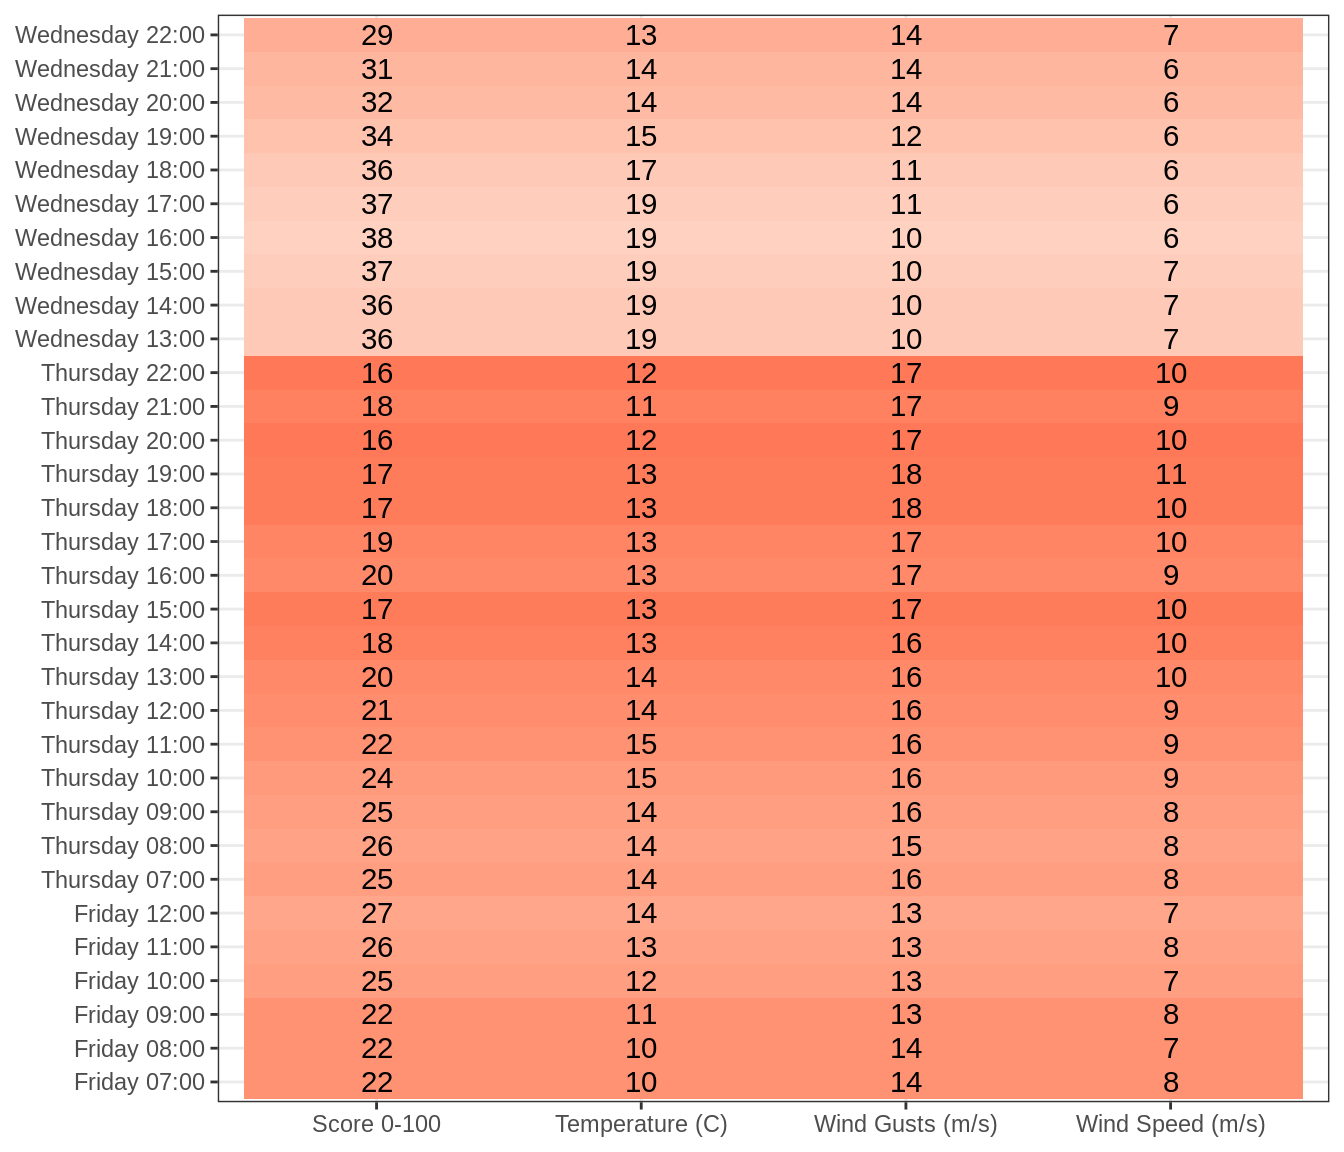 Wednesday 22:00 29 13 14 7
Wednesday 21:00 31 14 14 6
Wednesday 20:00 32 14 14 6
Wednesday 19:00 34 15 12 6
Wednesday 18:00 36 17 11 6
Wednesday 17:00 37 19 11 6
Wednesday 16:00 38 19 10 6
Wednesday 15:00 37 19 10 7
Wednesday 14:00 36 19 10 7
Wednesday 13:00 36 19 10 7
Thursday 22:00 16 12 17 10
Thursday 21:00 18 11 17 9
Thursday 20:00 16 12 17 10
Thursday 19:00 17 13 18 11
Thursday 18:00 17 13 18 10
Thursday 17:00 19 13 17 10
Thursday 16:00 20 13 17 9
Thursday 15:00 17 13 17 10
Thursday 14:00 18 13 16 10
Thursday 13:00 20 14 16 10
Thursday 12:00 21 14 16 9
Thursday 11:00 22 15 16 9
Thursday 10:00 24 15 16 9
Thursday 09:00 25 14 16 8
Thursday 08:00 26 14 15 8
Thursday 07:00 25 14 16 8
Friday 12:00 27 14 13 7
Friday 11:00 26 13 13 8
Friday 10:00 25 12 13 7
Friday 09:00 22 11 13 8
Friday 08:00 22 10 14 7
Friday 07:00 22 10 14 8
Score 0-100 Temperature (C) Wind Gusts (m/s) Wind Speed (m/s)